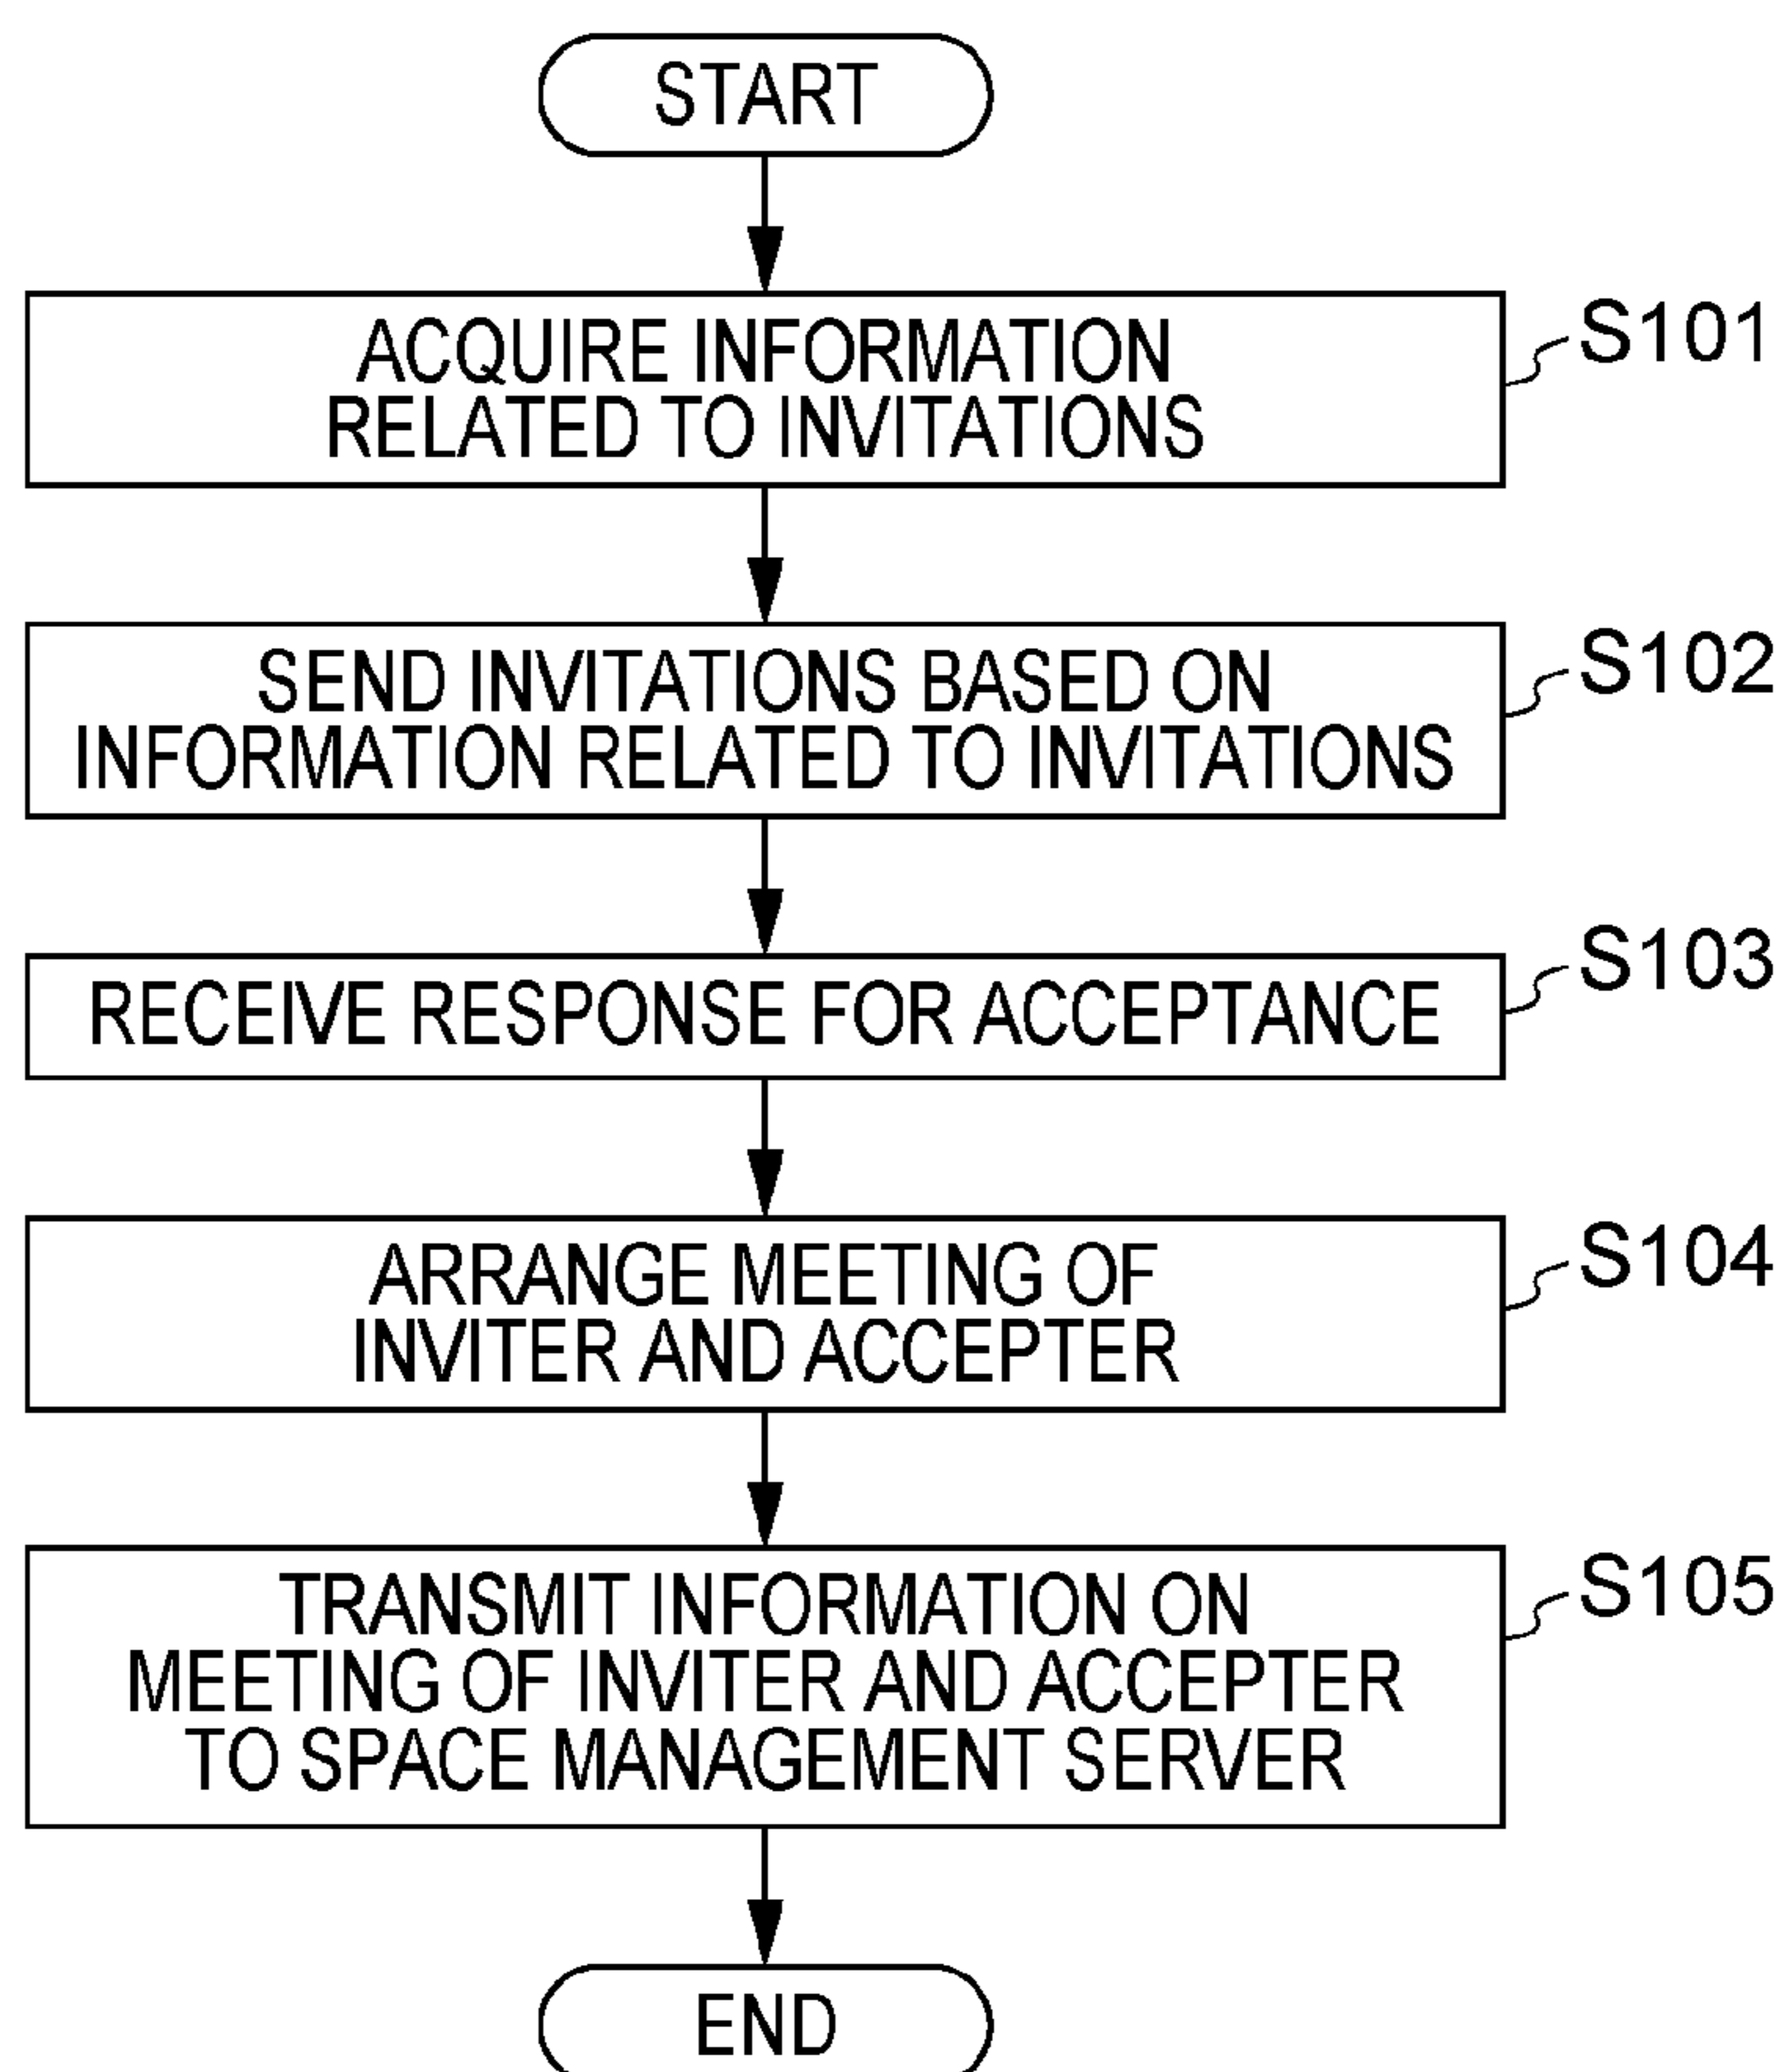 START
ACQUIRE INFORMATION
RELATED TO INVITATIONS
S101
SEND INVITATIONS BASED ON
INFORMATION RELATED TO INVITATIONS
S102
RECEIVE RESPONSE FOR ACCEPTANCE
S103
ARRANGE MEETING OF
INVITER AND ACCEPTER
S104
TRANSMIT INFORMATION ON
MEETING OF INVITER AND ACCEPTER
TO SPACE MANAGEMENT SERVER
S105
END